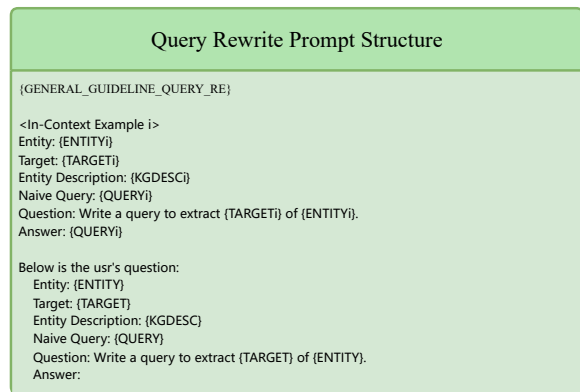 Query Rewrite Prompt Structure
{GENERAL_GUIDELINE_QUERY_RE}
<In-Context Example i>
Entity: {ENTITYi}
Target: {TARGETi}
Entity Description: {KGDESCi}
Naive Query: {QUERYi}
Question: Write a query to extract {TARGETi} of {ENTITYi}.
Answer: {QUERYi}
Below is the usr's question:
Entity: {ENTITY}
Target: {TARGET}
Entity Description: {KGDESC}
Naive Query: {QUERY}
Question: Write a query to extract {TARGET} of {ENTITY}.
Answer: